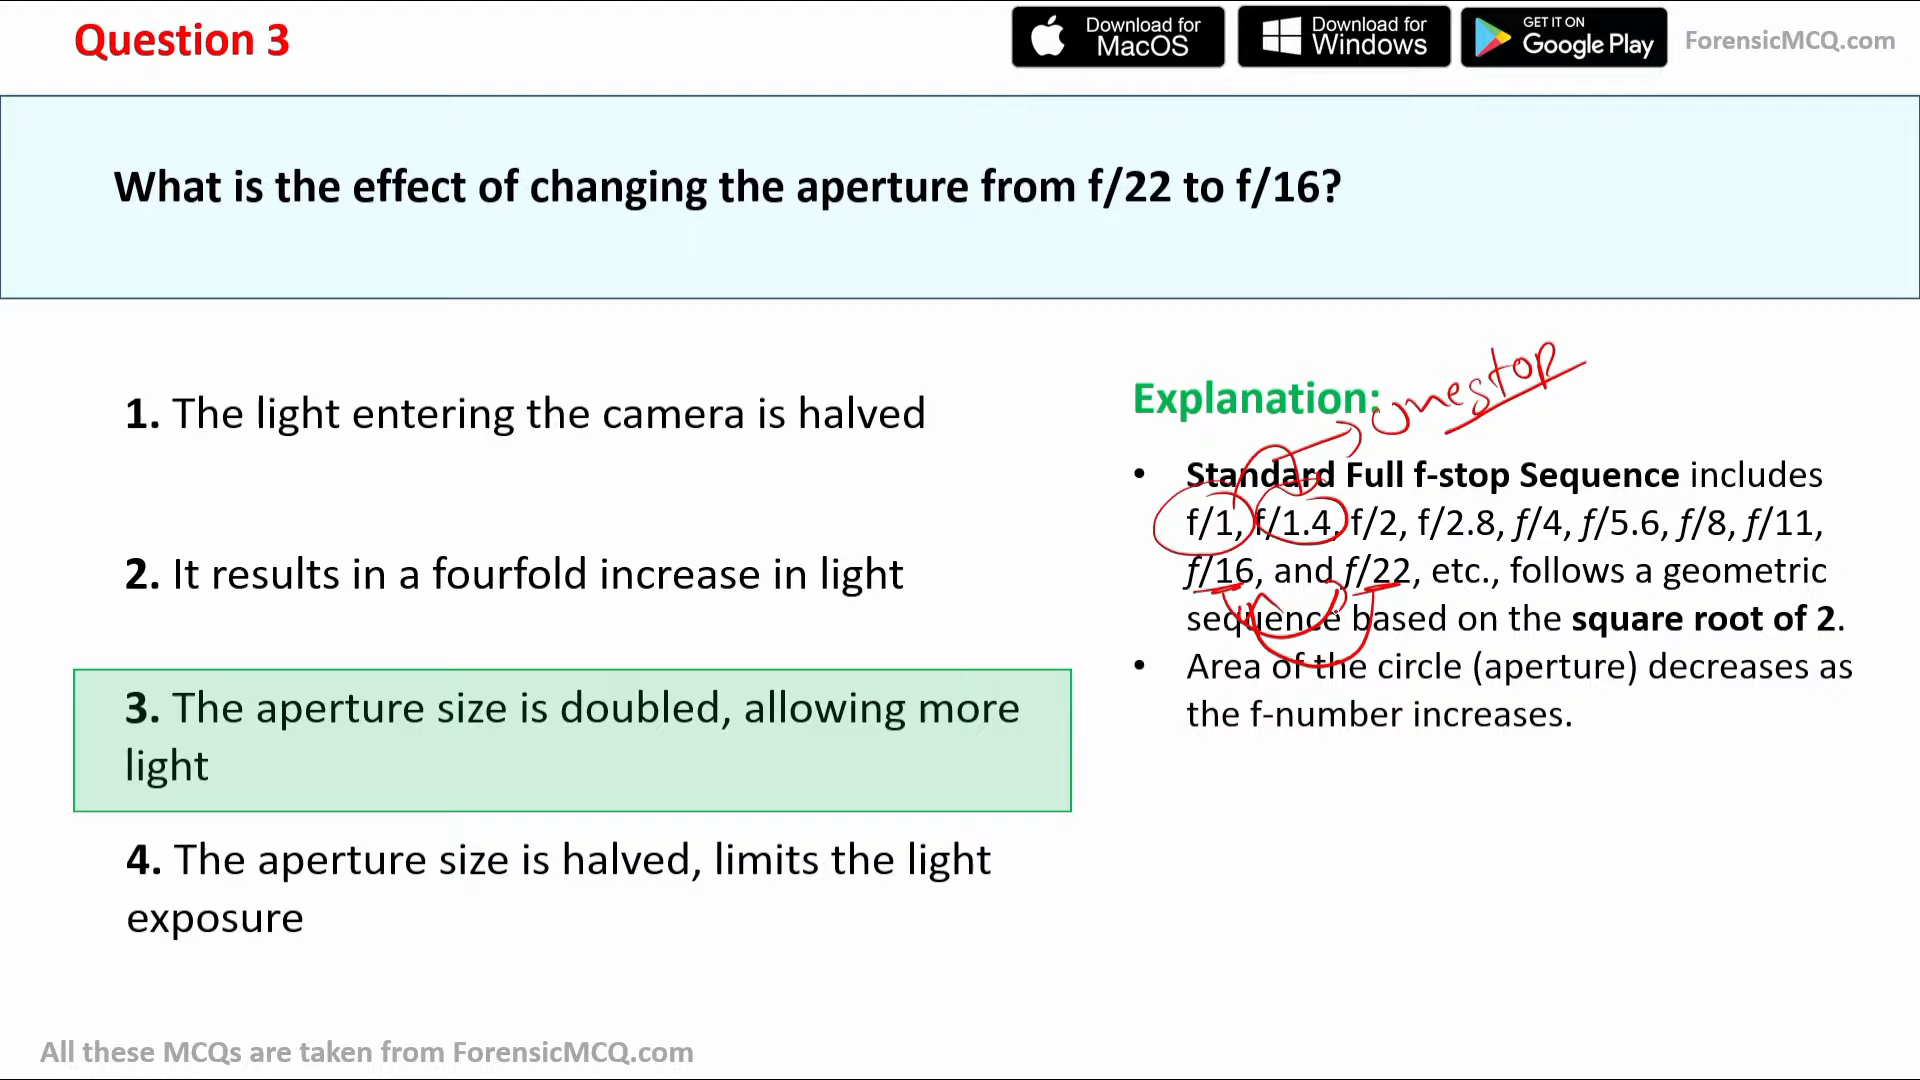 Question 3
Download for MacOS
Download for Windows
GET IT ON Google Play
ForensicMCQ.com
What is the effect of changing the aperture from f/22 to f/16?
1. The light entering the camera is halved
2. It results in a fourfold increase in light
3. The aperture size is doubled, allowing more
light
4. The aperture size is halved, limits the light
exposure
Explanation:
onestop
• Standard Full f-stop Sequence includes
f/1, f/1.4, f/2, f/2.8, f/4, f/5.6, f/8, f/11,
f/16, and f/22, etc., follows a geometric
sequence based on the square root of 2.
• Area of the circle (aperture) decreases as
the f-number increases.
All these MCQs are taken from ForensicMCQ.com